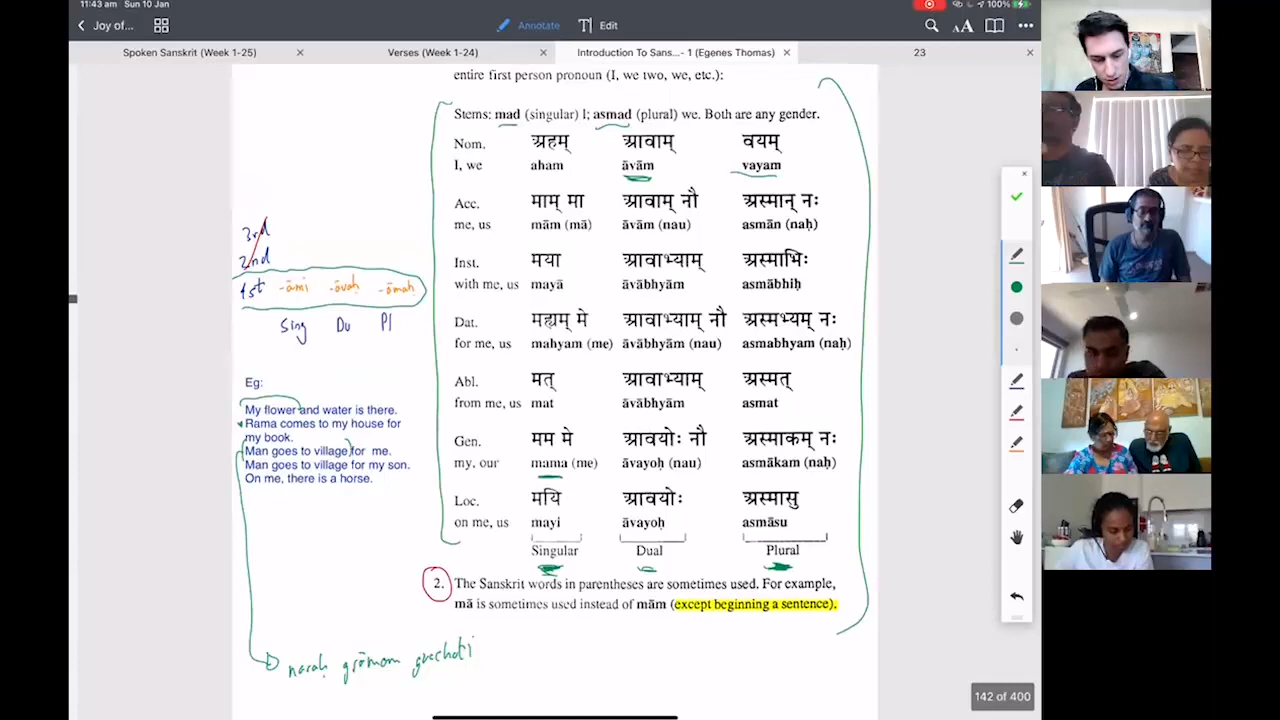 11:43 am Sun 10 Jan
100%
Joy of...
Annotate
Edit
AA
Spoken Sanskrit (Week 1-25)
Verses (Week 1-24)
Introduction To Sans...- 1 (Egenes Thomas)
23
entire first person pronoun (I, we two, we, etc.):
Stems: mad (singular) I; asmad (plural) we. Both are any gender.
Nom. अहम् आवाम् वयम्
I, we aham āvām vayam
Acc. माम् मा आवाम् नौ अस्मान् नः
me, us mām (mā) āvām (nau) asmān (naḥ)
Inst. मया आवाभ्याम् अस्माभिः
with me, us mayā āvābhyām asmābhiḥ
Dat. मह्यम् मे आवाभ्याम् नौ अस्मभ्यम् नः
for me, us mahyam (me) āvābhyām (nau) asmabhyam (naḥ)
Abl. मत् आवाभ्याम् अस्मत्
from me, us mat āvābhyām asmat
Gen. मम मे आवयोः नौ अस्माकम् नः
my, our mama (me) āvayoḥ (nau) asmākam (naḥ)
Loc. मयि आवयोः अस्मासु
on me, us mayi āvayoḥ asmāsu
Singular Dual Plural
2. The Sanskrit words in parentheses are sometimes used. For example,
mā is sometimes used instead of mām (except beginning a sentence).
3rd
2nd
1st -āmi -āvaḥ -āmaḥ
Sing Du Pl
Eg:
My flower and water is there.
Rama comes to my house for
my book.
Man goes to village for me.
Man goes to village for my son.
On me, there is a horse.
naraḥ grāmam gacchati
142 of 400